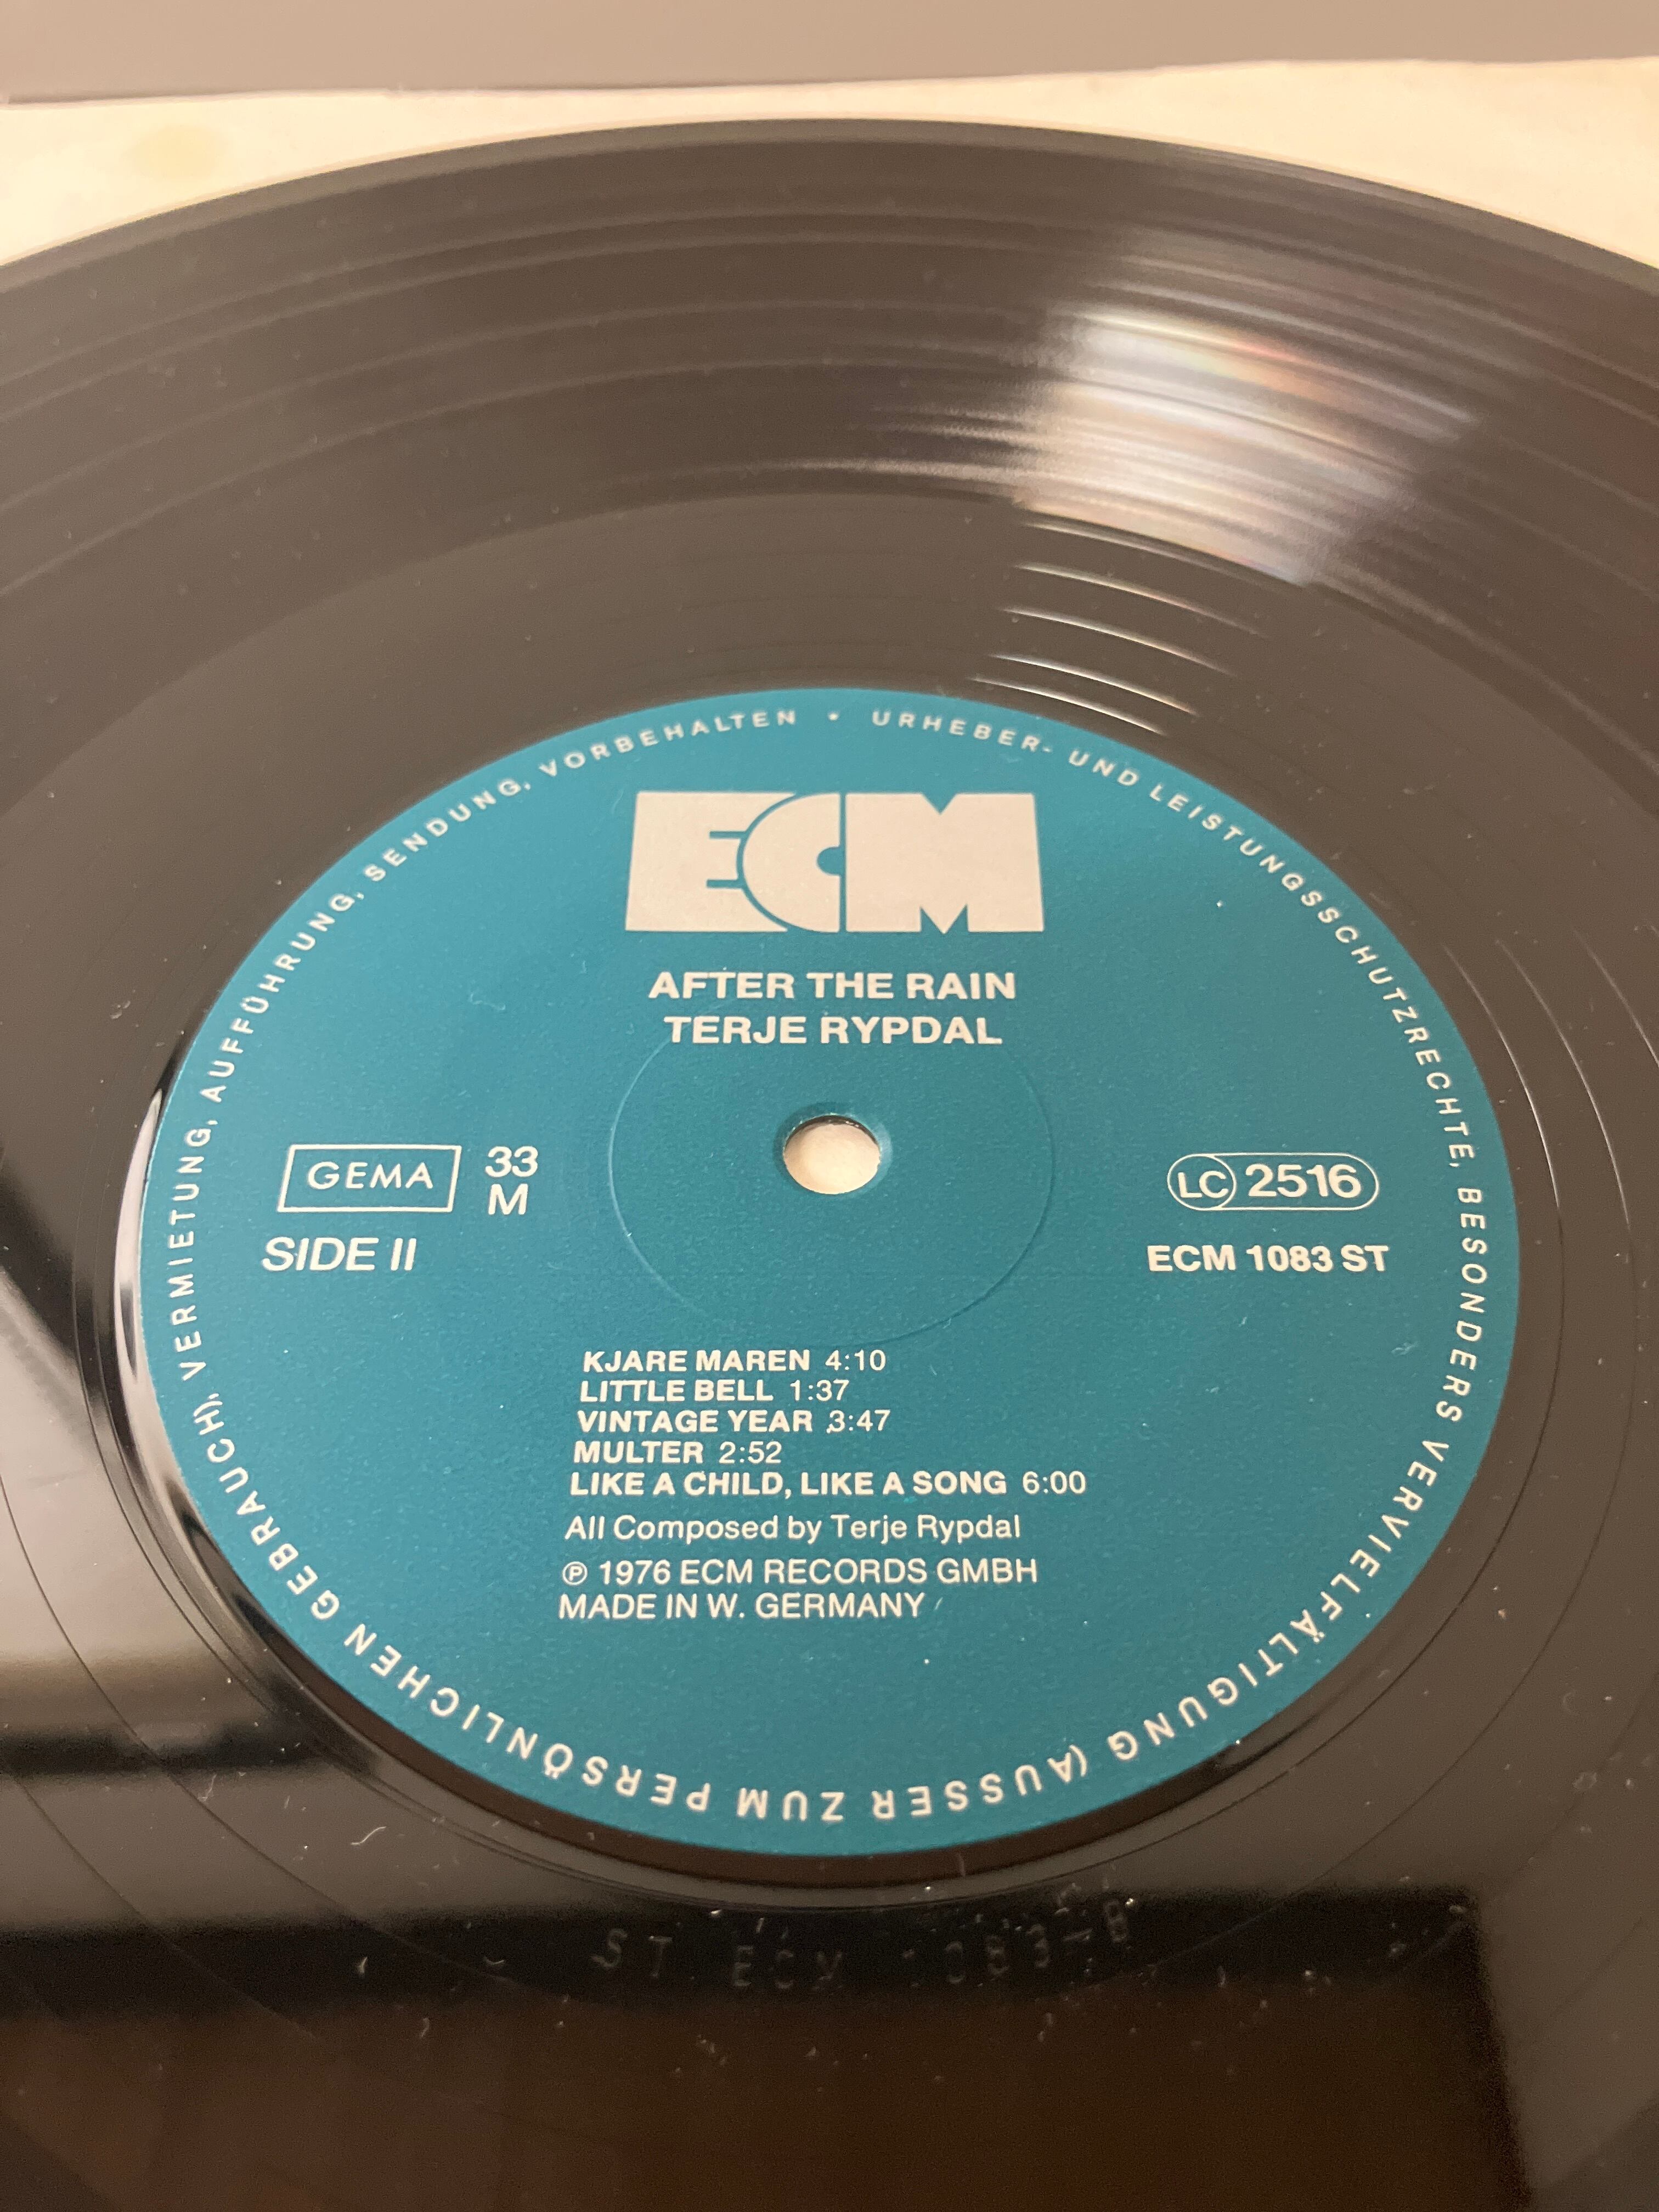 URHEBER- UND LEISTUNGSSCHUTZRECHTE, BESONDERS VERVIELFÄLTIGUNG (AUSSER ZUM PERSÖNLICHEN GEBRAUCH), VERMIETUNG, AUFFÜHRUNG, SENDUNG, VORBEHALTEN •
ECM
AFTER THE RAIN
TERJE RYPDAL
GEMA 33 LC 2516
M
SIDE II ECM 1083 ST
KJARE MAREN 4:10
LITTLE BELL 1:37
VINTAGE YEAR 3:47
MULTER 2:52
LIKE A CHILD, LIKE A SONG 6:00
All Composed by Terje Rypdal
℗ 1976 ECM RECORDS GMBH
MADE IN W. GERMANY
ST ECM 1083-B